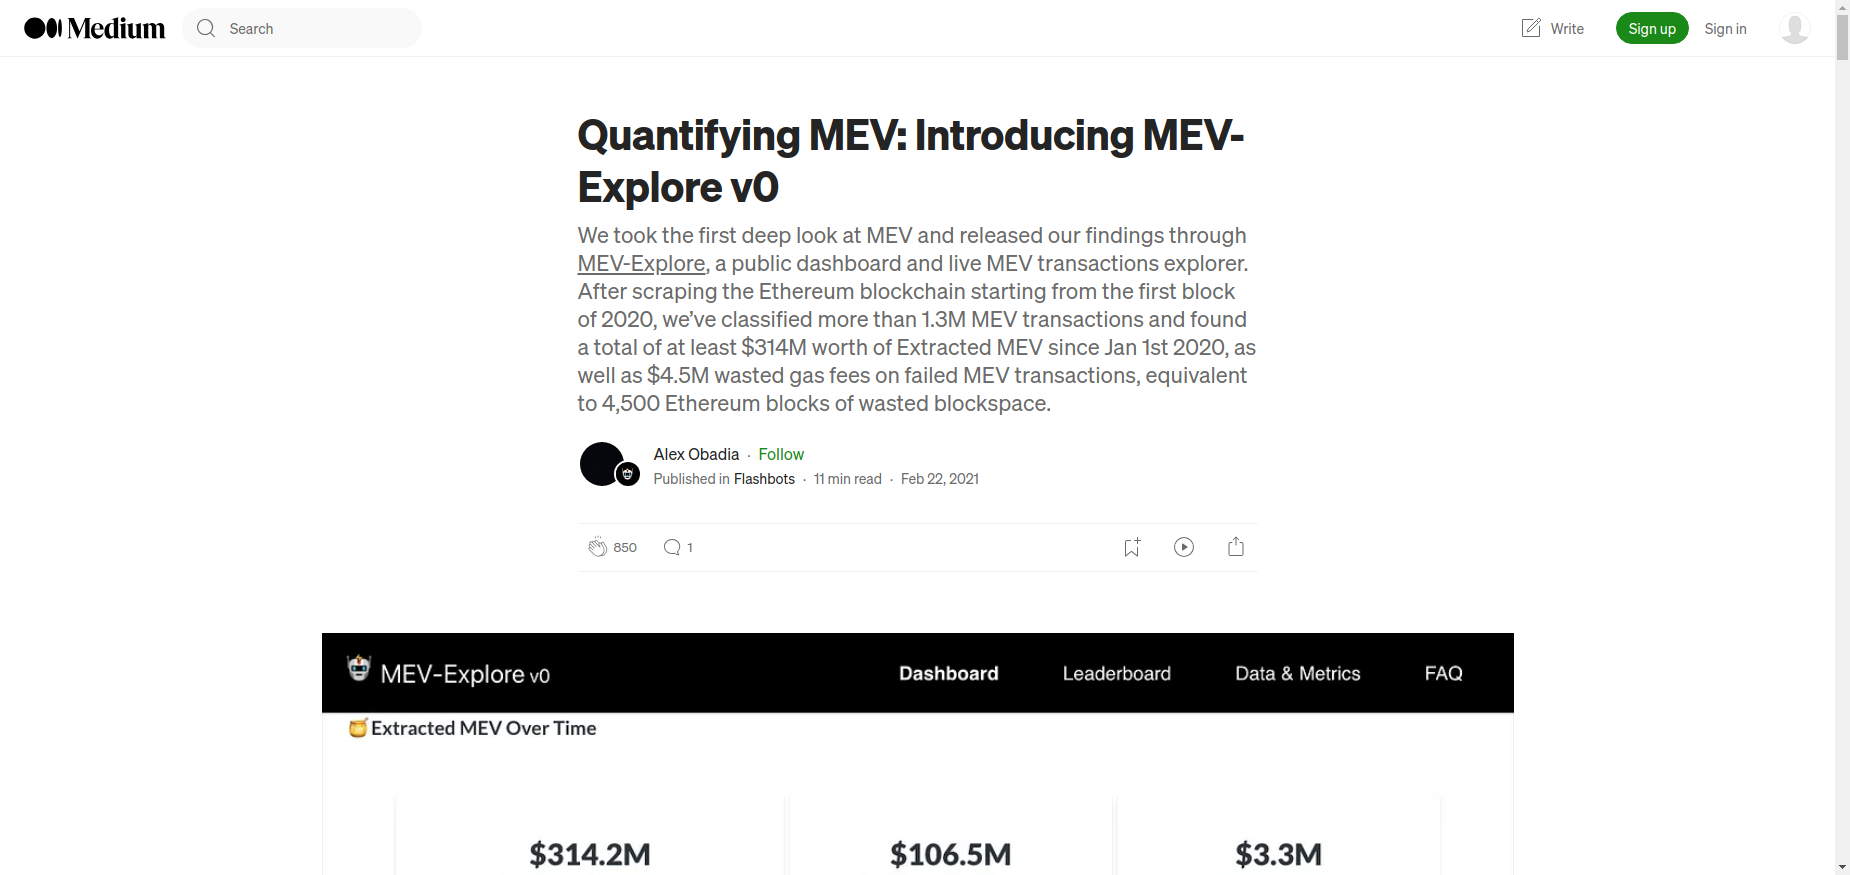 Medium
Search
Write
Sign up
Sign in
Quantifying MEV: Introducing MEV-
Explore v0
We took the first deep look at MEV and released our findings through
MEV-Explore, a public dashboard and live MEV transactions explorer.
After scraping the Ethereum blockchain starting from the first block
of 2020, we’ve classified more than 1.3M MEV transactions and found
a total of at least $314M worth of Extracted MEV since Jan 1st 2020, as
well as $4.5M wasted gas fees on failed MEV transactions, equivalent
to 4,500 Ethereum blocks of wasted blockspace.
Alex Obadia · Follow
Published in Flashbots · 11 min read · Feb 22, 2021
850
1
MEV-Explore v0
Dashboard
Leaderboard
Data & Metrics
FAQ
Extracted MEV Over Time
$314.2M
$106.5M
$3.3M